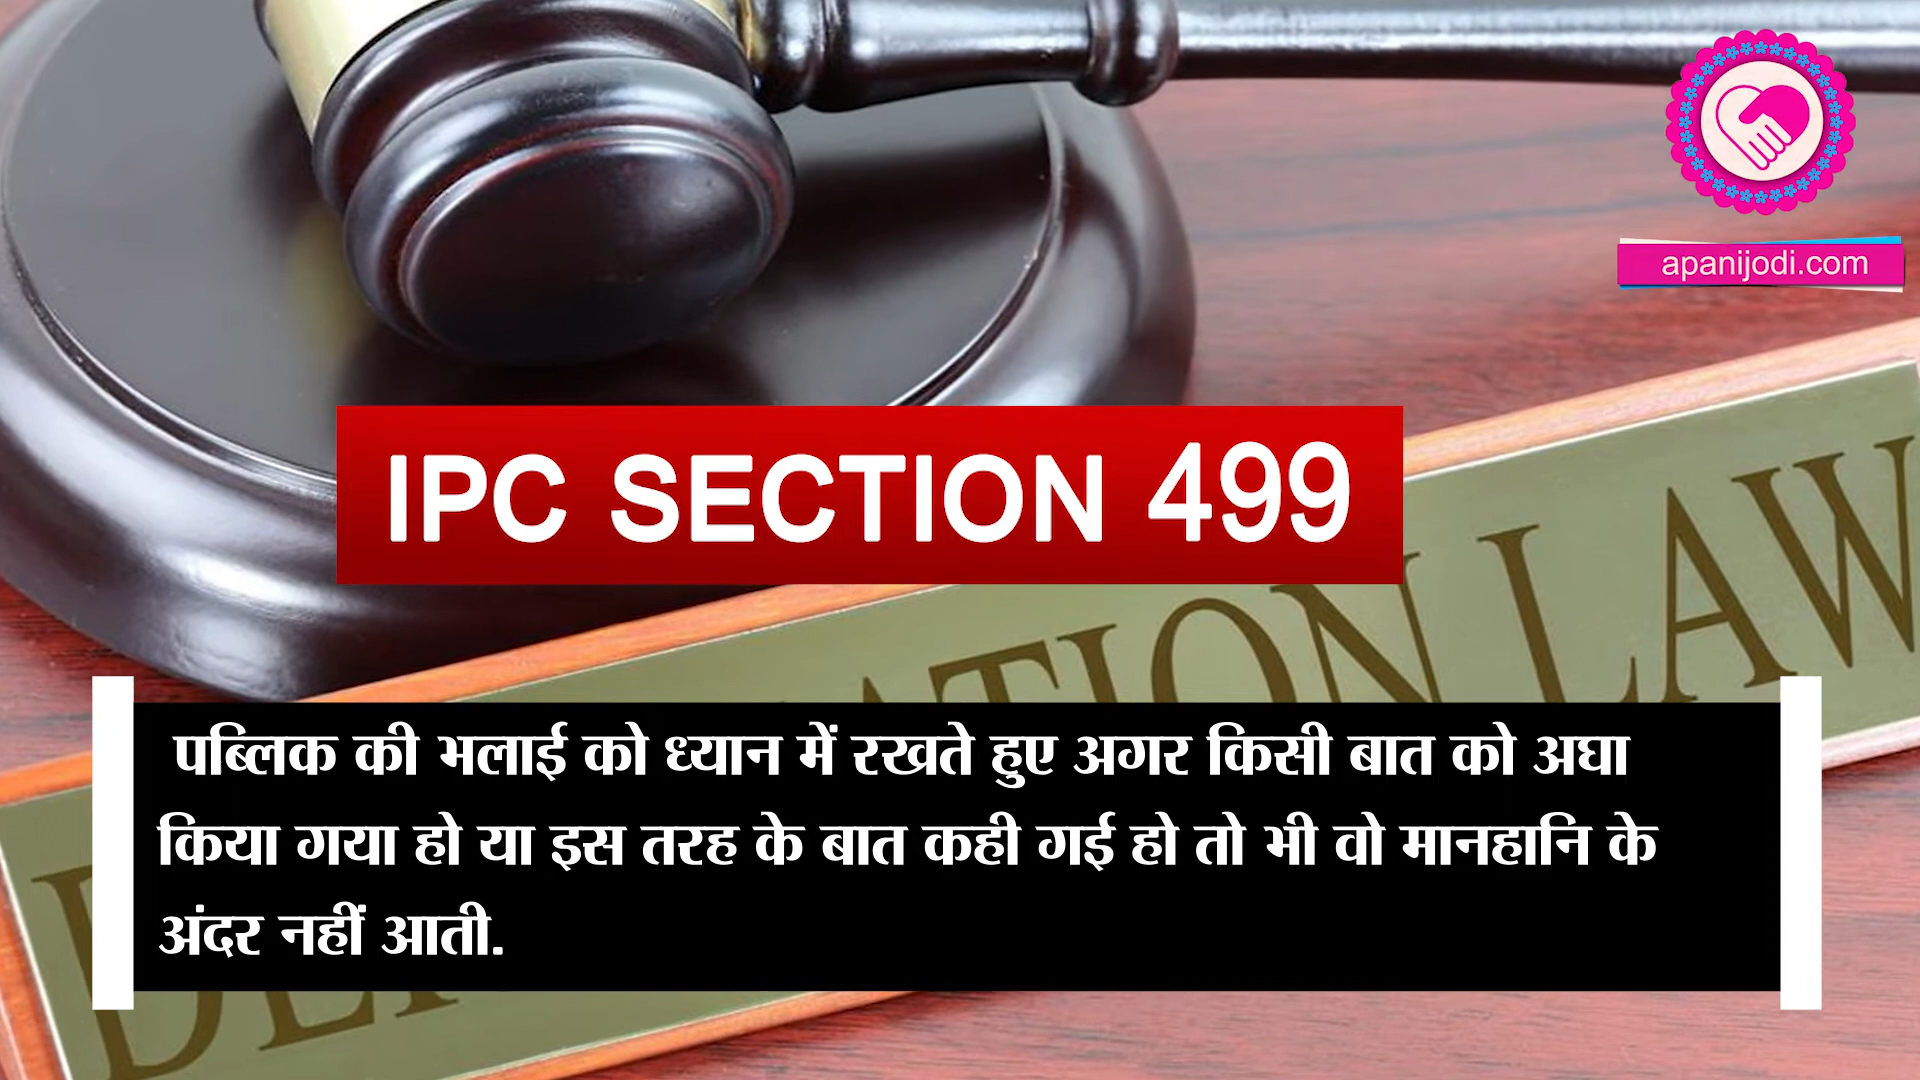 apanijodi.com
IPC SECTION 499
TION LAW
पब्लिक की भलाई को ध्यान में रखते हुए अगर किसी बात को अघा
किया गया हो या इस तरह के बात कही गई हो तो भी वो मानहानि के
अंदर नहीं आती.